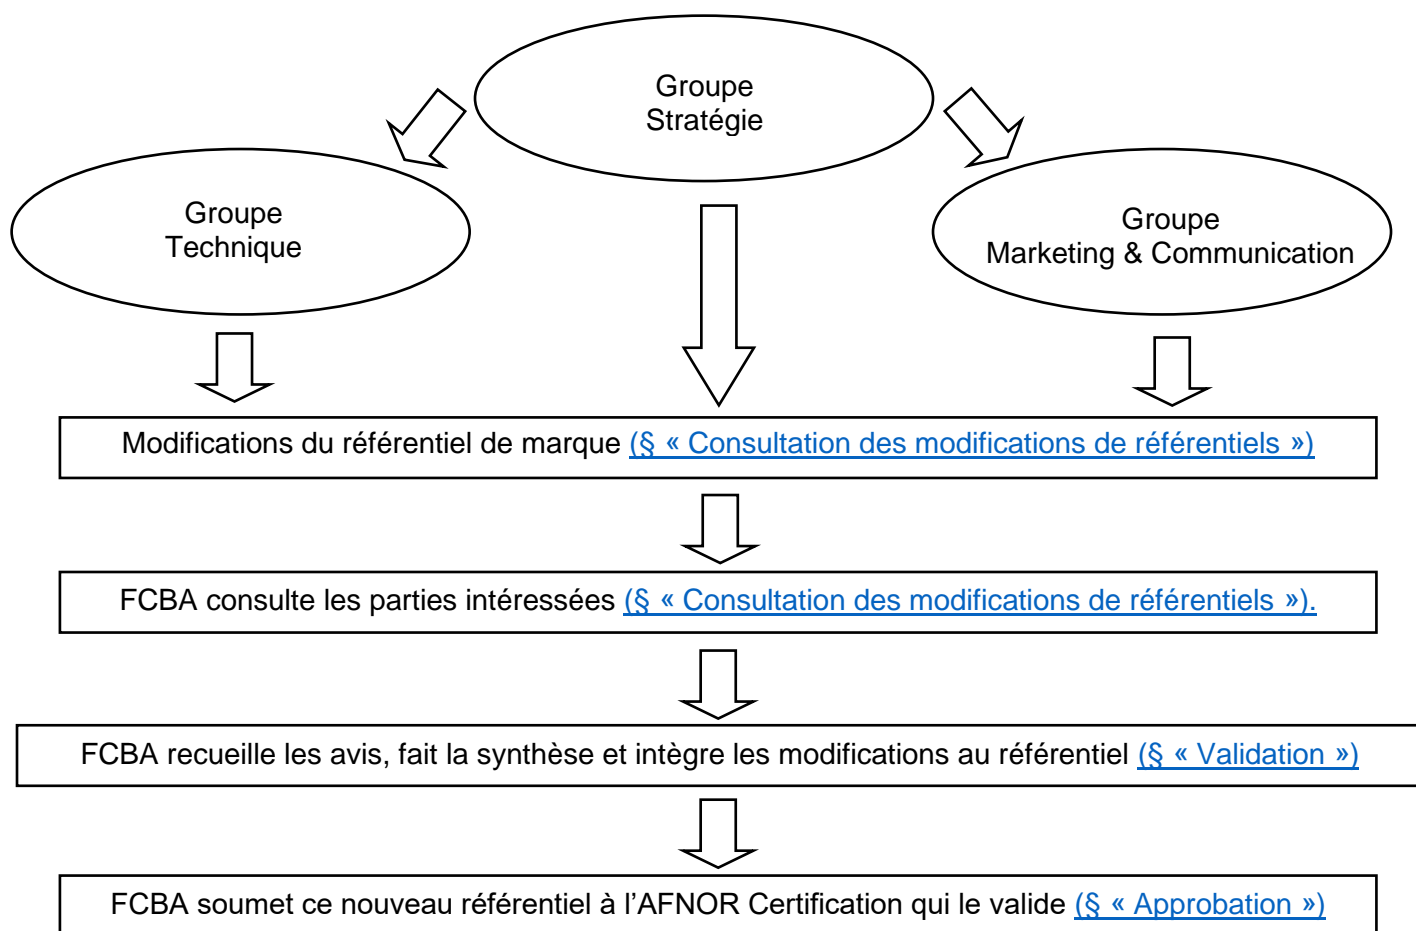 Groupe
Stratégie
Groupe
Technique
Groupe
Marketing & Communication
Modifications du référentiel de marque (§ « Consultation des modifications de référentiels »)
FCBA consulte les parties intéressées (§ « Consultation des modifications de référentiels »).
FCBA recueille les avis, fait la synthèse et intègre les modifications au référentiel (§ « Validation »)
FCBA soumet ce nouveau référentiel à l’AFNOR Certification qui le valide (§ « Approbation »)